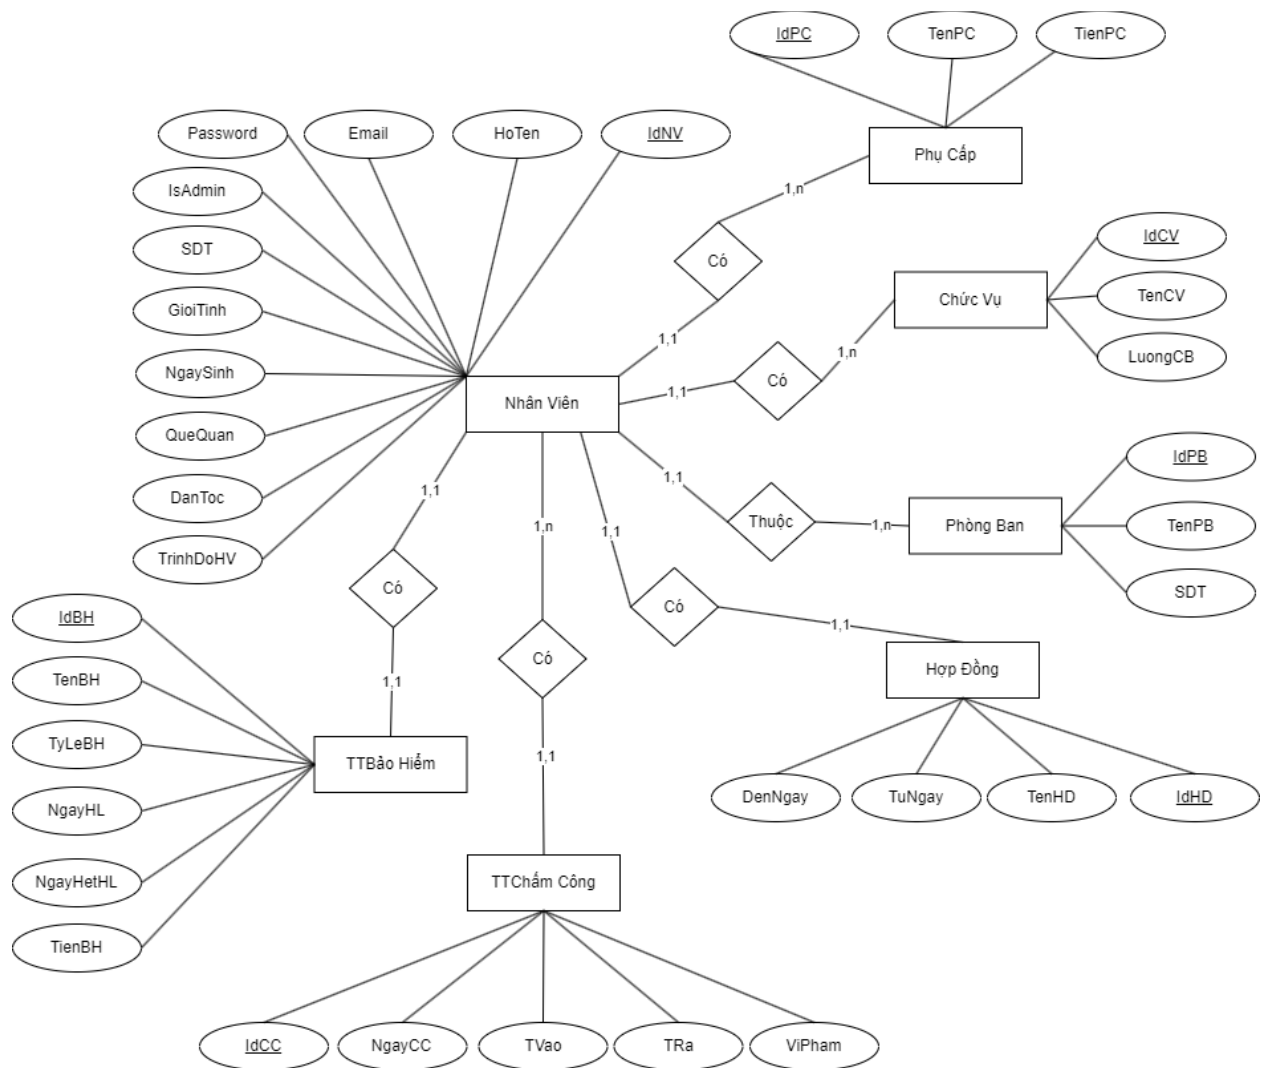 IdPC
TenPC
TienPC
Password
Email
HoTen
IdNV
Phụ Cấp
IsAdmin
1,n
SDT
Có
IdCV
GioiTinh
Chức Vụ
TenCV
1,1
1,n
LuongCB
NgaySinh
Có
1,1
Nhân Viên
QueQuan
IdPB
1,1
1,1
DanToc
Thuộc
1,n
Phòng Ban
TenPB
1,n
1,1
TrinhDoHV
Có
SDT
Có
IdBH
1,1
Có
Hợp Đồng
TenBH
1,1
TyLeBH
1,1
TTBảo Hiểm
DenNgay
TuNgay
TenHD
IdHD
NgayHL
NgayHetHL
TTChấm Công
TienBH
IdCC
NgayCC
TVao
TRa
ViPham